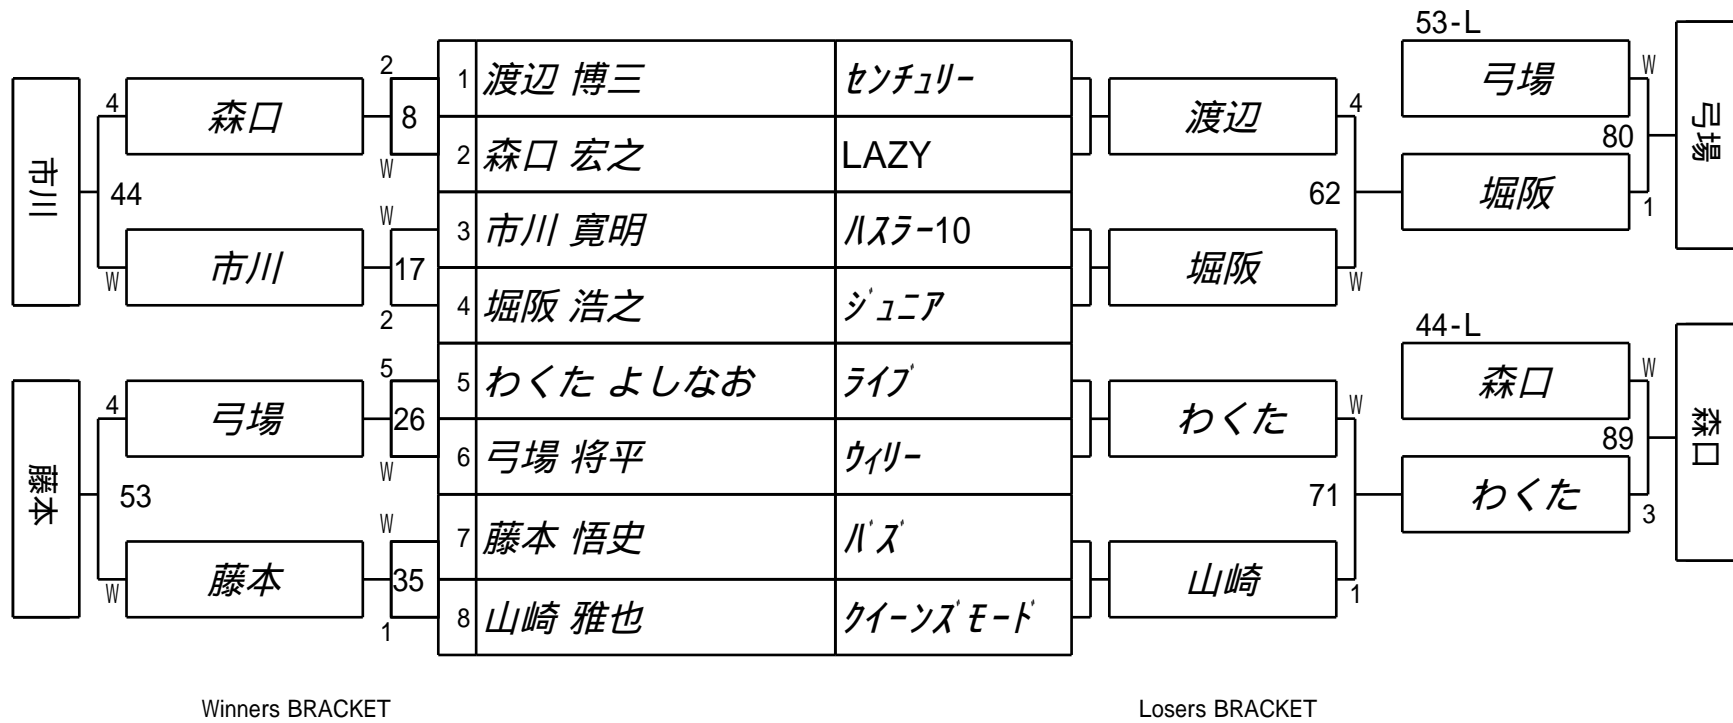 53-L
2 1 渡辺 博三 センチュリー W
4 森口 8 渡辺 4 弓場
W 2 森口 宏之 LAZY 80 弓場
市川 44 62 堀阪 1
W 3 市川 寛明 ハスラー10
W 市川 17 堀阪 W
2 4 堀阪 浩之 ジュニア
44-L
5 5 わくた よしなお ライブ W
4 弓場 26 わくた W 森口
W 6 弓場 将平 ウィリー 89 森口
藤本 53 71 わくた 3
W 7 藤本 悟史 バズ
W 藤本 35 山崎 1
1 8 山崎 雅也 クイーンズモード
Winners BRACKET Losers BRACKET